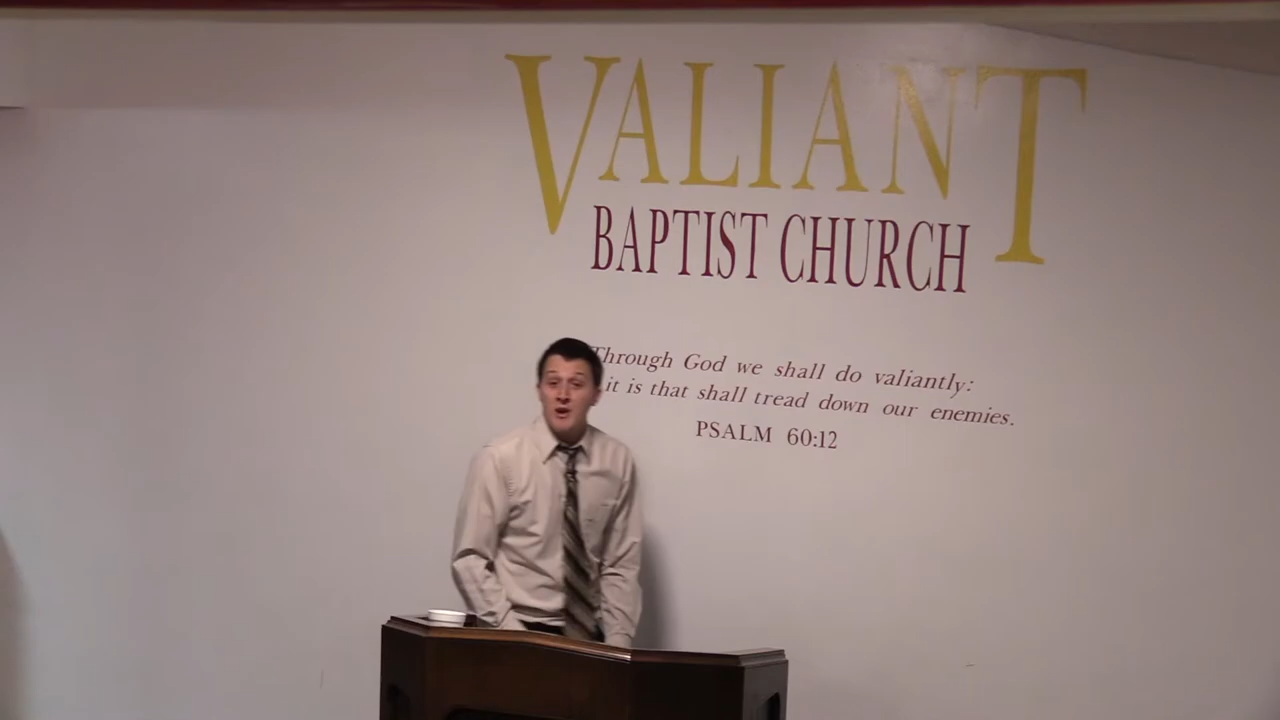 VALIANT
BAPTIST CHURCH
Through God we shall do valiantly:
it is that shall tread down our enemies.
PSALM 60:12